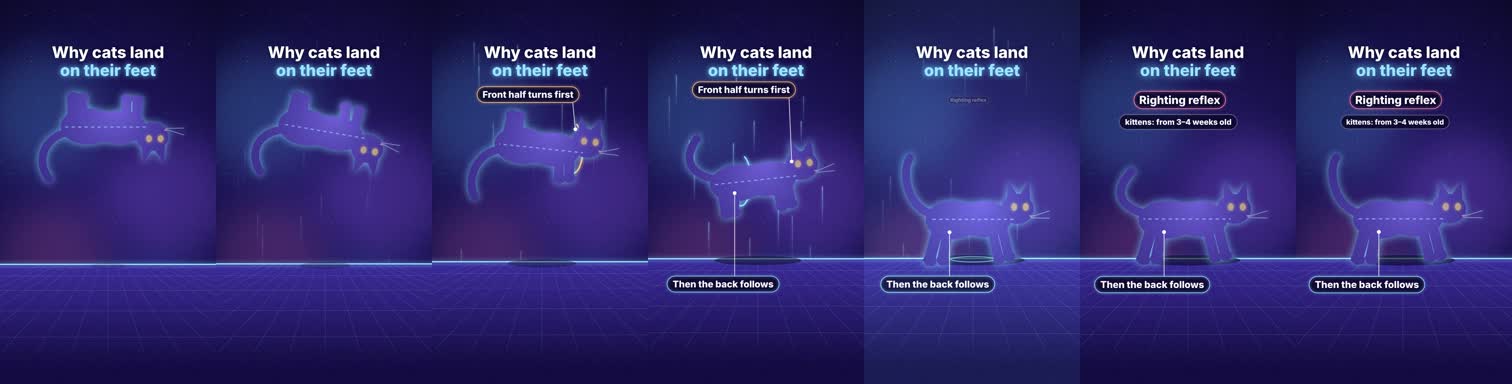 Why cats land
on their feet
Why cats land
on their feet
Why cats land
on their feet
Front half turns first
Why cats land
on their feet
Front half turns first
Then the back follows
Why cats land
on their feet
Righting reflex
Then the back follows
Why cats land
on their feet
Righting reflex
kittens: from 3–4 weeks old
Then the back follows
Why cats land
on their feet
Righting reflex
kittens: from 3–4 weeks old
Then the back follows